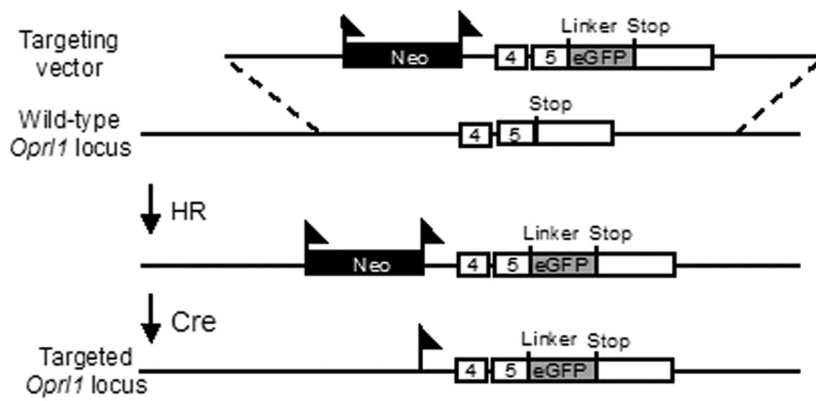 Linker Stop
Targeting vector
Neo 4 5 eGFP
Stop
Wild-type
Oprl1 locus
4 5
HR
Linker Stop
Neo 4 5 eGFP
Cre
Linker Stop
Targeted
Oprl1 locus
4 5 eGFP